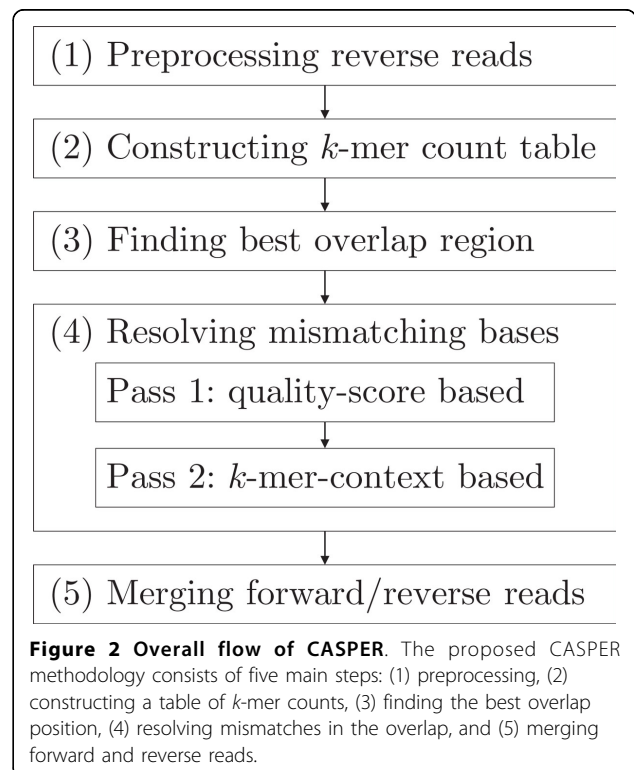 (1) Preprocessing reverse reads
(2) Constructing k-mer count table
(3) Finding best overlap region
(4) Resolving mismatching bases
Pass 1: quality-score based
Pass 2: k-mer-context based
(5) Merging forward/reverse reads
Figure 2 Overall flow of CASPER. The proposed CASPER
methodology consists of five main steps: (1) preprocessing, (2)
constructing a table of k-mer counts, (3) finding the best overlap
position, (4) resolving mismatches in the overlap, and (5) merging
forward and reverse reads.